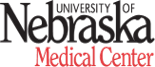 UNIVERSITY OF
Nebraska
Medical Center